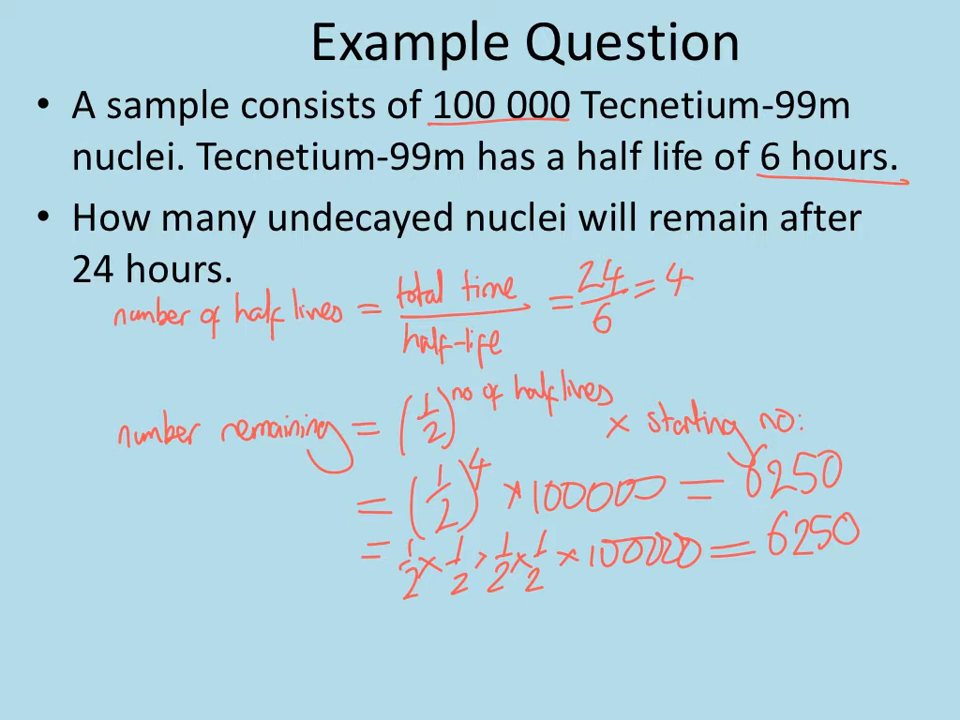 Example Question
• A sample consists of 100 000 Tecnetium-99m
nuclei. Tecnetium-99m has a half life of 6 hours.
• How many undecayed nuclei will remain after
24 hours.
number of half lives = total time / half-life = 24/6 = 4
number remaining = (1/2)^no of half lives × starting no:
= (1/2)^4 × 100000 = 6250
= 1/2 × 1/2 × 1/2 × 1/2 × 100000 = 6250